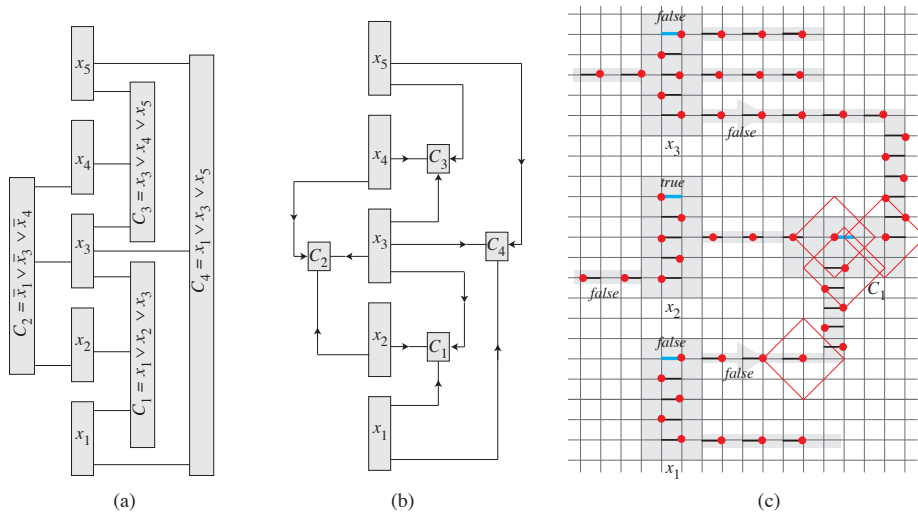 x5
x4
x3
x2
x1
C2 = x̅1 ∨ x̅3 ∨ x̅4
C3 = x3 ∨ x4 ∨ x5
C1 = x1 ∨ x2 ∨ x3
C4 = x1 ∨ x3 ∨ x5
(a)
x5
x4
C3
x3
C4
C2
x2
C1
x1
(b)
false
false
x3
true
false
C1
x2
false
false
x1
(c)